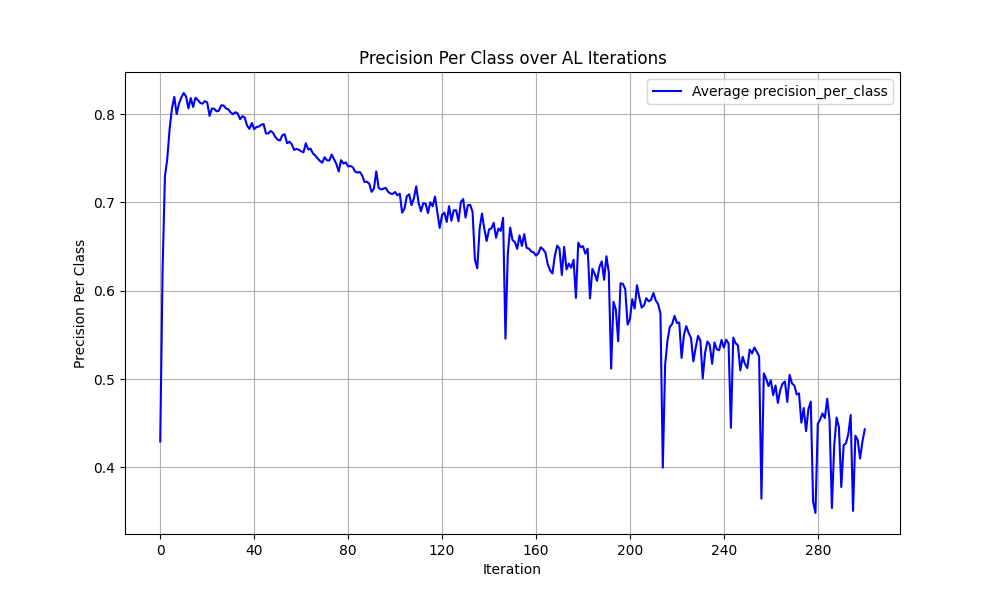 Precision Per Class over AL Iterations
Average precision_per_class
Precision Per Class
0.8
0.7
0.6
0.5
0.4
0 40 80 120 160 200 240 280
Iteration